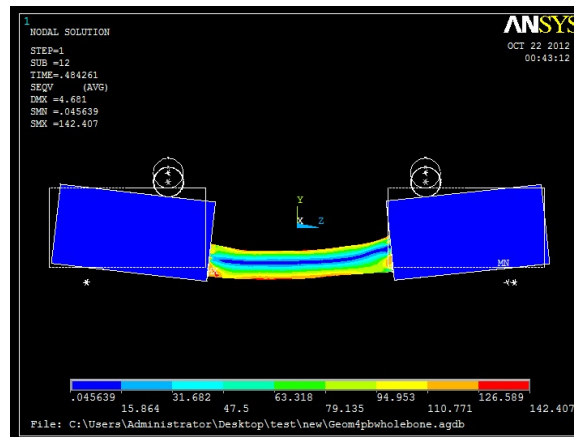 1
NODAL SOLUTION
ANSYS
OCT 22 2012
00:43:12
STEP=1
SUB =12
TIME=.484261
SEQV (AVG)
DMX =4.681
SMN =.045639
SMX =142.407
Y
X Z
MN
.045639 31.682 63.318 94.953 126.589
15.864 47.5 79.135 110.771 142.407
File: C:\Users\Administrator\Desktop\test\new\Geom4pbwholebone.agdb